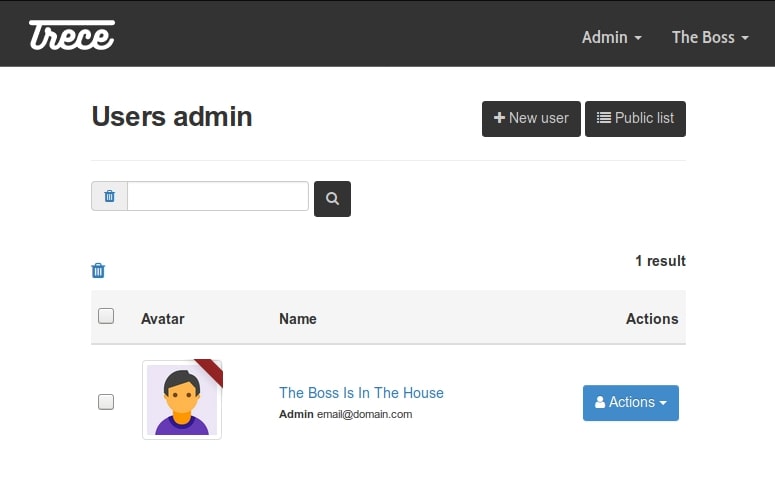 Trece
Admin
The Boss
Users admin
New user
Public list
1 result
Avatar
Name
Actions
The Boss Is In The House
Admin email@domain.com
Actions